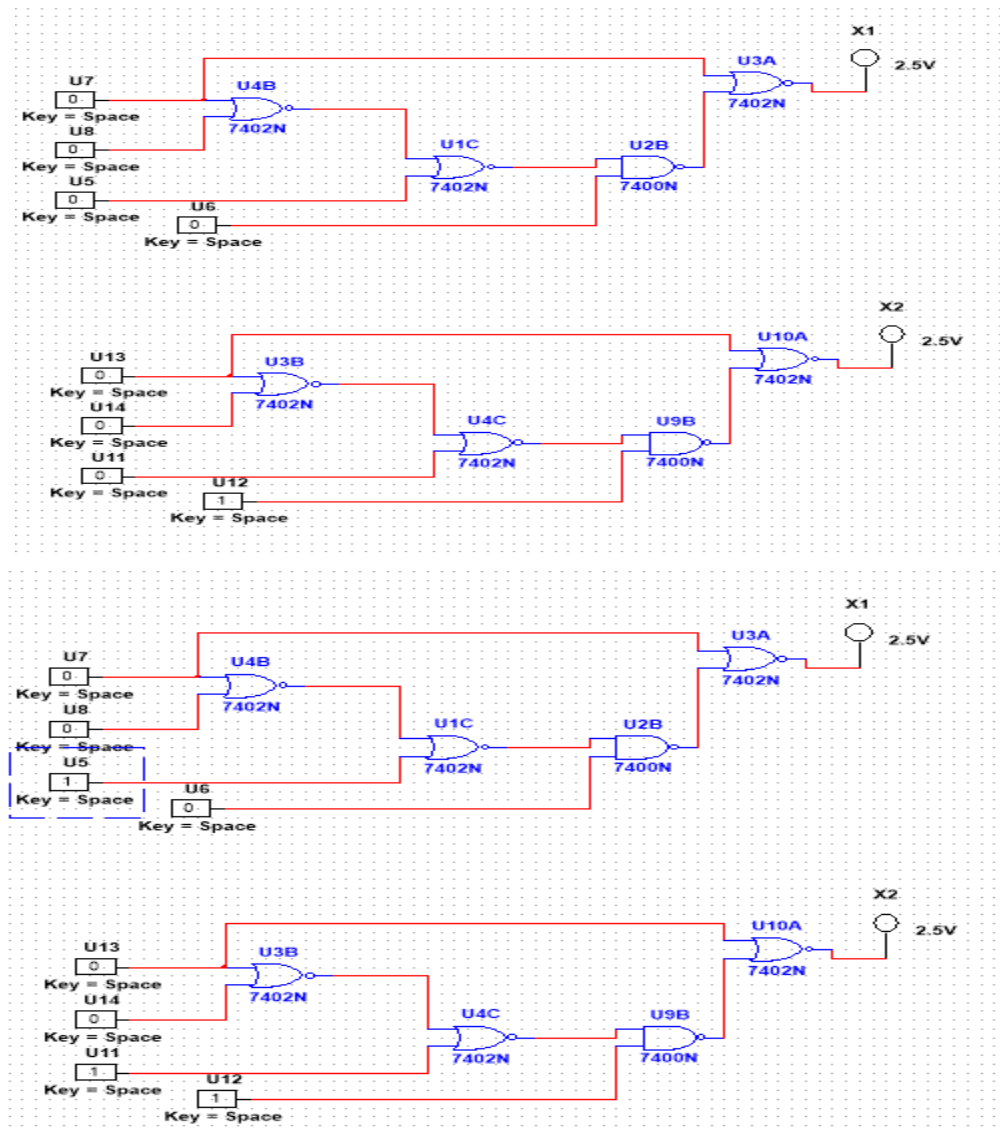 X1
U3A
2.5V
U7
U4B
0
7402N
Key = Space
7402N
U8
U1C
U2B
0
Key = Space
U5
7402N
7400N
0
U6
Key = Space
0
Key = Space
X2
U10A
2.5V
U13
U3B
0
7402N
Key = Space
7402N
U14
U4C
U9B
0
Key = Space
U11
7402N
7400N
0
U12
Key = Space
1
Key = Space
X1
U3A
2.5V
U7
U4B
0
7402N
Key = Space
7402N
U8
U1C
U2B
0
Key = Space
U5
7402N
7400N
1
U6
Key = Space
0
Key = Space
X2
U10A
2.5V
U13
U3B
0
7402N
Key = Space
7402N
U14
U4C
U9B
0
Key = Space
U11
7402N
7400N
1
U12
Key = Space
1
Key = Space